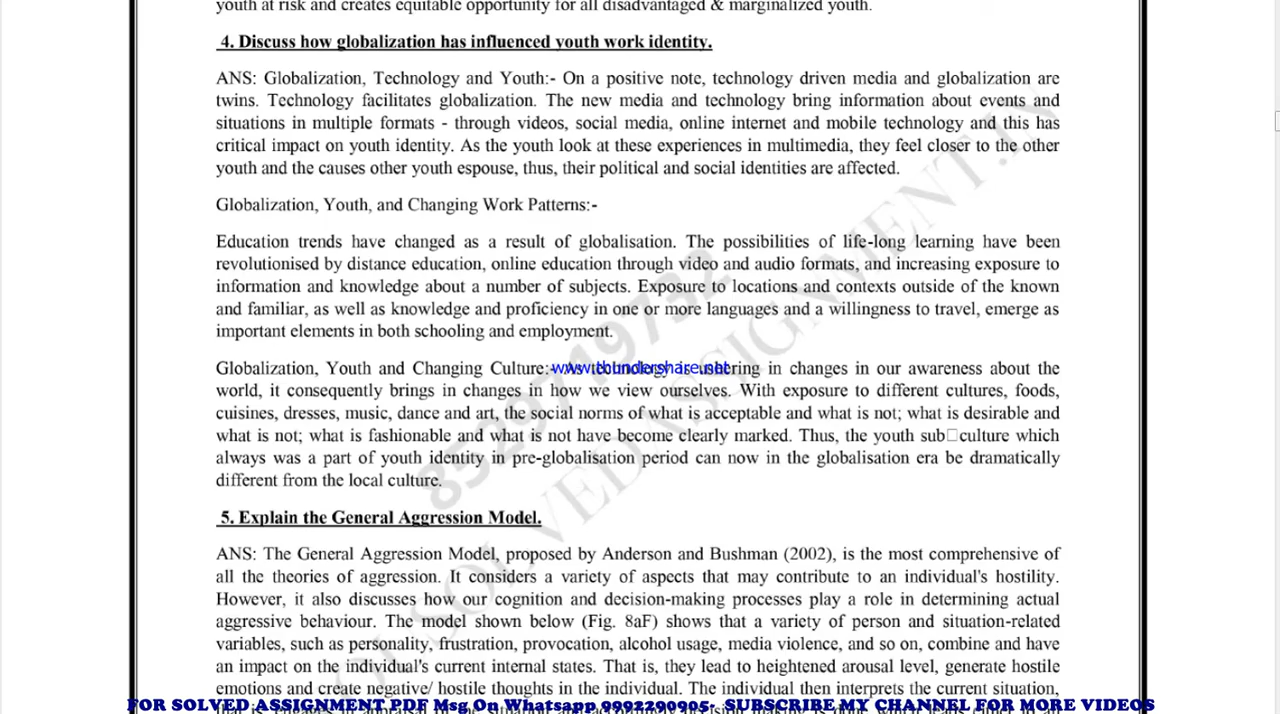 youth at risk and creates equitable opportunity for all disadvantaged & marginalized youth.
4. Discuss how globalization has influenced youth work identity.
ANS: Globalization, Technology and Youth:- On a positive note, technology driven media and globalization are
twins. Technology facilitates globalization. The new media and technology bring information about events and
situations in multiple formats - through videos, social media, online internet and mobile technology and this has
critical impact on youth identity. As the youth look at these experiences in multimedia, they feel closer to the other
youth and the causes other youth espouse, thus, their political and social identities are affected.
Globalization, Youth, and Changing Work Patterns:-
Education trends have changed as a result of globalisation. The possibilities of life-long learning have been
revolutionised by distance education, online education through video and audio formats, and increasing exposure to
information and knowledge about a number of subjects. Exposure to locations and contexts outside of the known
and familiar, as well as knowledge and proficiency in one or more languages and a willingness to travel, emerge as
important elements in both schooling and employment.
Globalization, Youth and Changing Culture:- www.thundershare.net in changes in our awareness about the
world, it consequently brings in changes in how we view ourselves. With exposure to different cultures, foods,
cuisines, dresses, music, dance and art, the social norms of what is acceptable and what is not; what is desirable and
what is not; what is fashionable and what is not have become clearly marked. Thus, the youth sub□culture which
always was a part of youth identity in pre-globalisation period can now in the globalisation era be dramatically
different from the local culture.
5. Explain the General Aggression Model.
ANS: The General Aggression Model, proposed by Anderson and Bushman (2002), is the most comprehensive of
all the theories of aggression. It considers a variety of aspects that may contribute to an individual's hostility.
However, it also discusses how our cognition and decision-making processes play a role in determining actual
aggressive behaviour. The model shown below (Fig. 8aF) shows that a variety of person and situation-related
variables, such as personality, frustration, provocation, alcohol usage, media violence, and so on, combine and have
an impact on the individual's current internal states. That is, they lead to heightened arousal level, generate hostile
emotions and create negative/ hostile thoughts in the individual. The individual then interprets the current situation,
FOR SOLVED ASSIGNMENT PDF Msg On Whatsapp 9992290905- SUBSCRIBE MY CHANNEL FOR MORE VIDEOS
8529749732
SOLVED ASSIGNMENT.IN